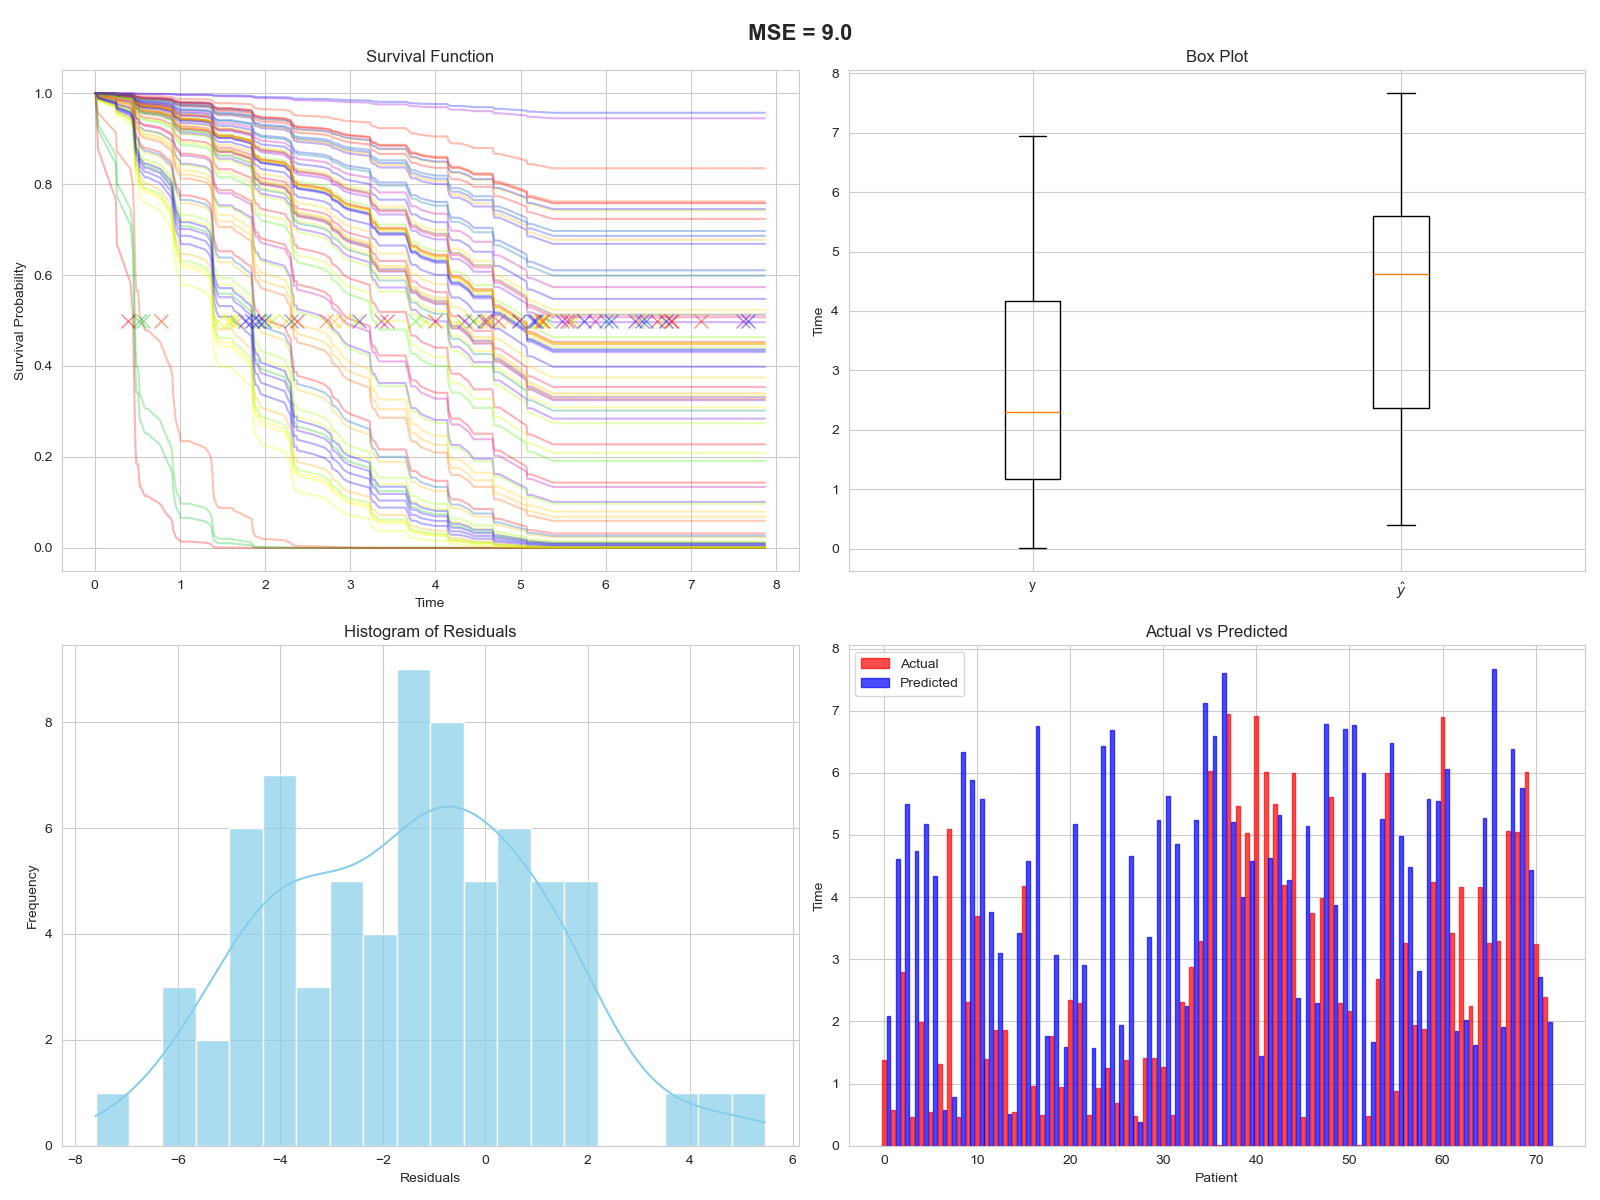 MSE = 9.0
Survival Function
1.0
0.8
0.6
0.4
0.2
0.0
Survival Probability
0 1 2 3 4 5 6 7 8
Time
Box Plot
8
7
6
5
4
3
2
1
0
Time
y ŷ
Histogram of Residuals
8
6
4
2
0
Frequency
−8 −6 −4 −2 0 2 4 6
Residuals
Actual vs Predicted
Actual
Predicted
8
7
6
5
4
3
2
1
0
Time
0 10 20 30 40 50 60 70
Patient